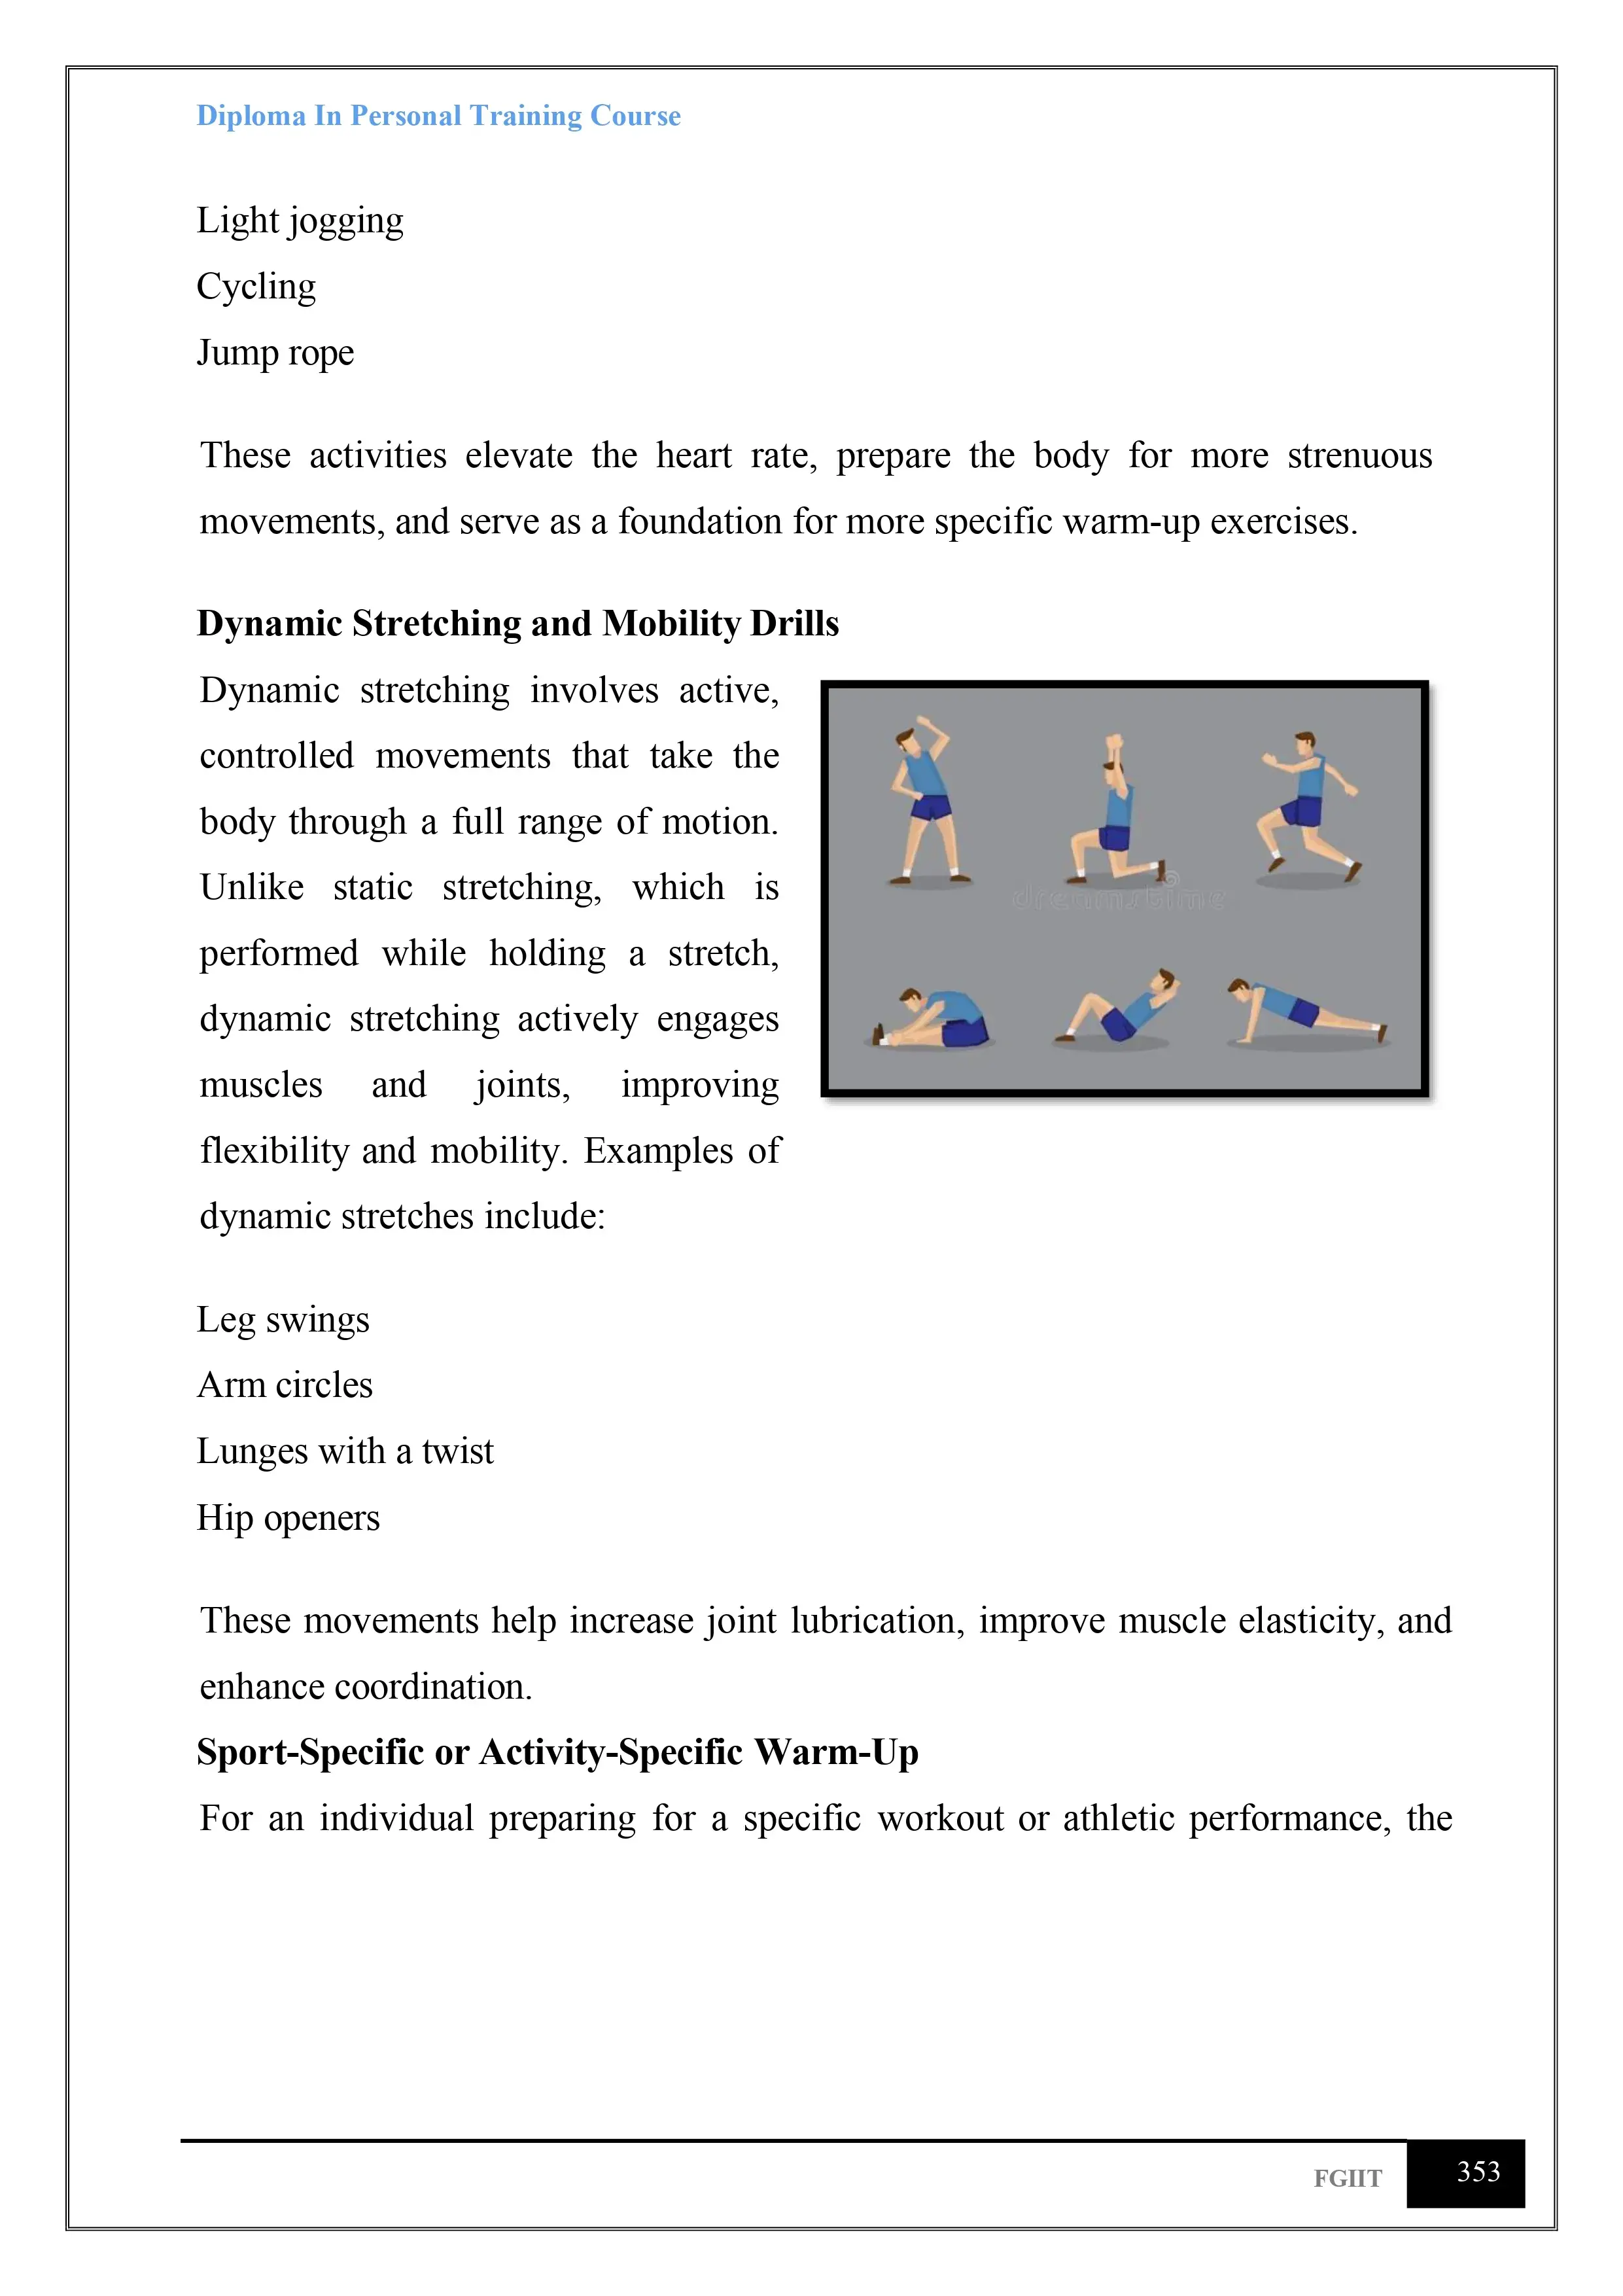 Diploma In Personal Training Course
Light jogging
Cycling
Jump rope
These activities elevate the heart rate, prepare the body for more strenuous
movements, and serve as a foundation for more specific warm-up exercises.
Dynamic Stretching and Mobility Drills
Dynamic stretching involves active,
controlled movements that take the
body through a full range of motion.
Unlike static stretching, which is
performed while holding a stretch,
dynamic stretching actively engages
muscles and joints, improving
flexibility and mobility. Examples of
dynamic stretches include:
dreamstime
Leg swings
Arm circles
Lunges with a twist
Hip openers
These movements help increase joint lubrication, improve muscle elasticity, and
enhance coordination.
Sport-Specific or Activity-Specific Warm-Up
For an individual preparing for a specific workout or athletic performance, the
FGIIT
353